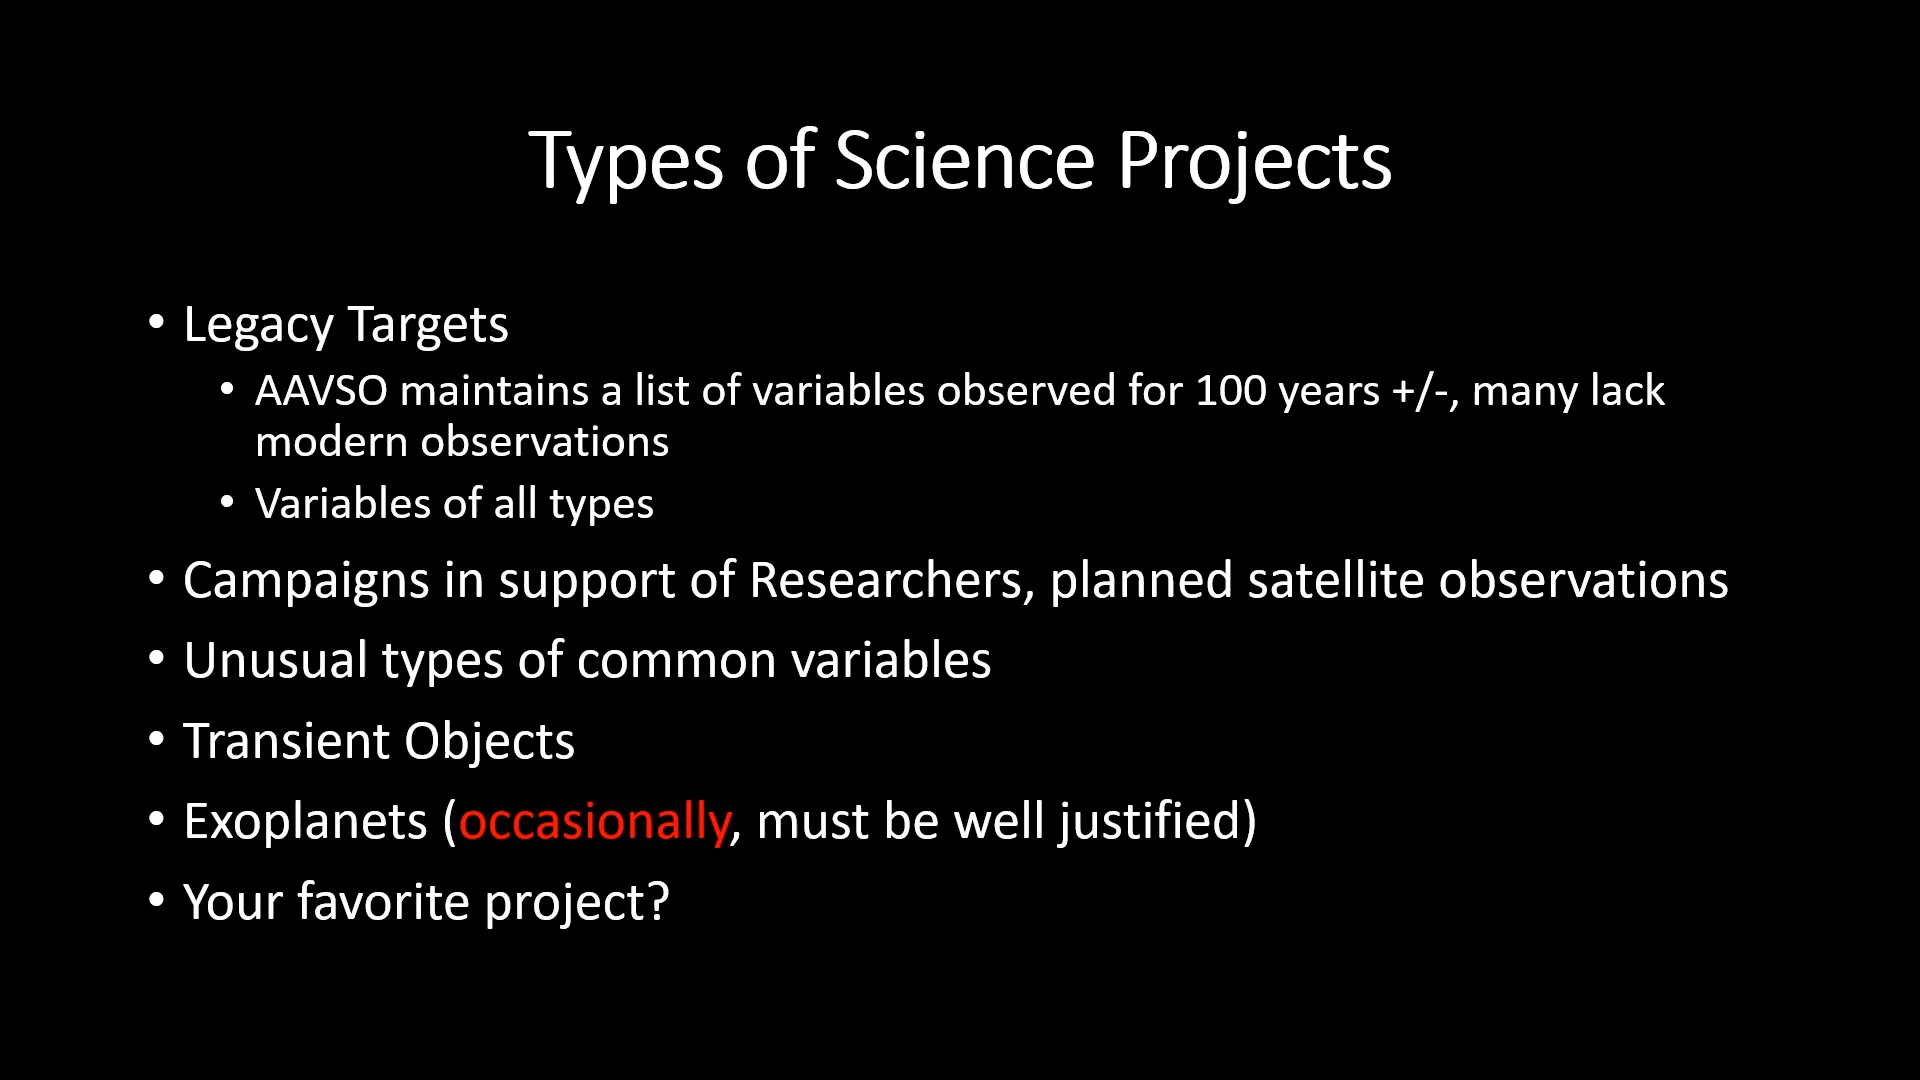 Types of Science Projects
• Legacy Targets
• AAVSO maintains a list of variables observed for 100 years +/-, many lack
modern observations
• Variables of all types
• Campaigns in support of Researchers, planned satellite observations
• Unusual types of common variables
• Transient Objects
• Exoplanets (occasionally, must be well justified)
• Your favorite project?